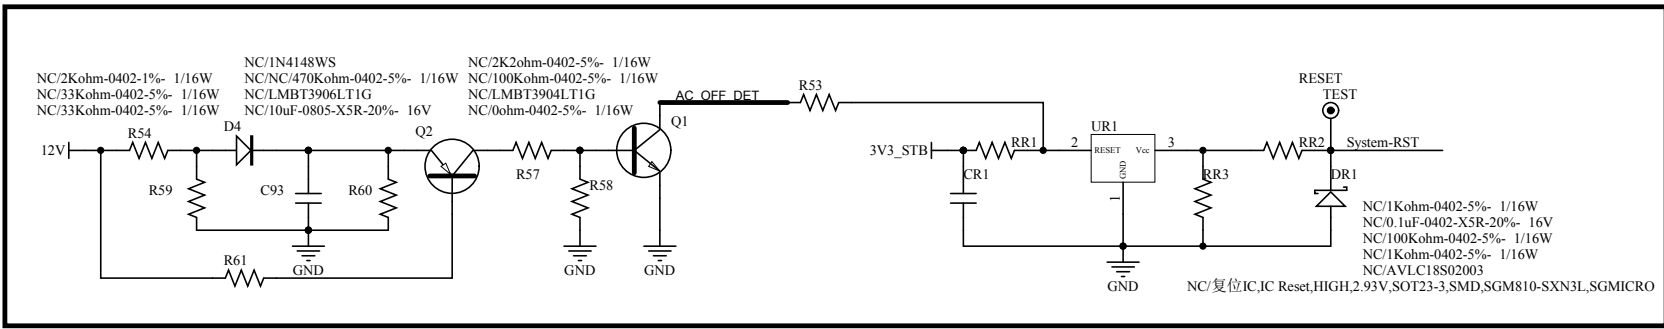 NC/2Kohm-0402-1%- 1/16W
NC/33Kohm-0402-5%- 1/16W
NC/33Kohm-0402-5%- 1/16W
NC/1N4148WS
NC/NC/470Kohm-0402-5%- 1/16W
NC/LMBT3906LT1G
NC/10uF-0805-X5R-20%- 16V
NC/2K2ohm-0402-5%- 1/16W
NC/100Kohm-0402-5%- 1/16W
NC/LMBT3904LT1G
NC/0ohm-0402-5%- 1/16W
12V
R54
D4
R59
C93
R60
Q2
R57
R58
Q1
AC_OFF_DET
R53
R61
GND
GND
GND
3V3_STB
CR1
RR1
2
UR1
RESET
Vcc
GND
1
3
RR3
RR2
RESET
TEST
System-RST
DR1
GND
NC/1Kohm-0402-5%- 1/16W
NC/0.1uF-0402-X5R-20%- 16V
NC/100Kohm-0402-5%- 1/16W
NC/1Kohm-0402-5%- 1/16W
NC/AVLC18S02003
NC/复位IC,IC Reset,HIGH,2.93V,SOT23-3,SMD,SGM810-SXN3L,SGMICRO